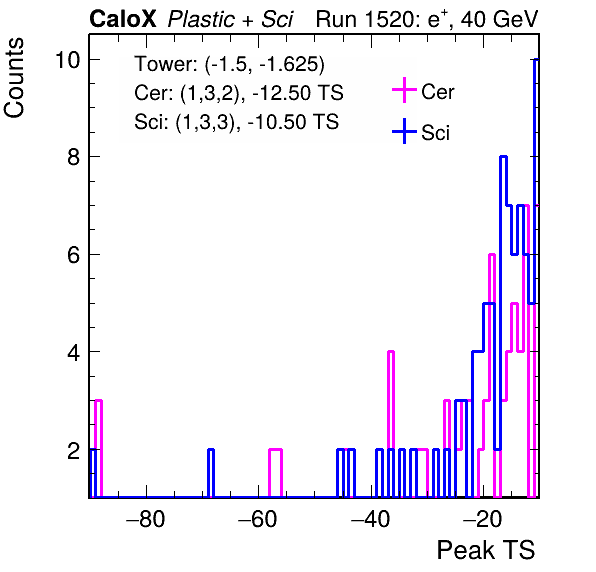 CaloX Plastic + Sci Run 1520: e+, 40 GeV
Counts
Tower: (-1.5, -1.625)
Cer: (1,3,2), -12.50 TS
Sci: (1,3,3), -10.50 TS
Cer
Sci
10
8
6
4
2
−80 −60 −40 −20
Peak TS